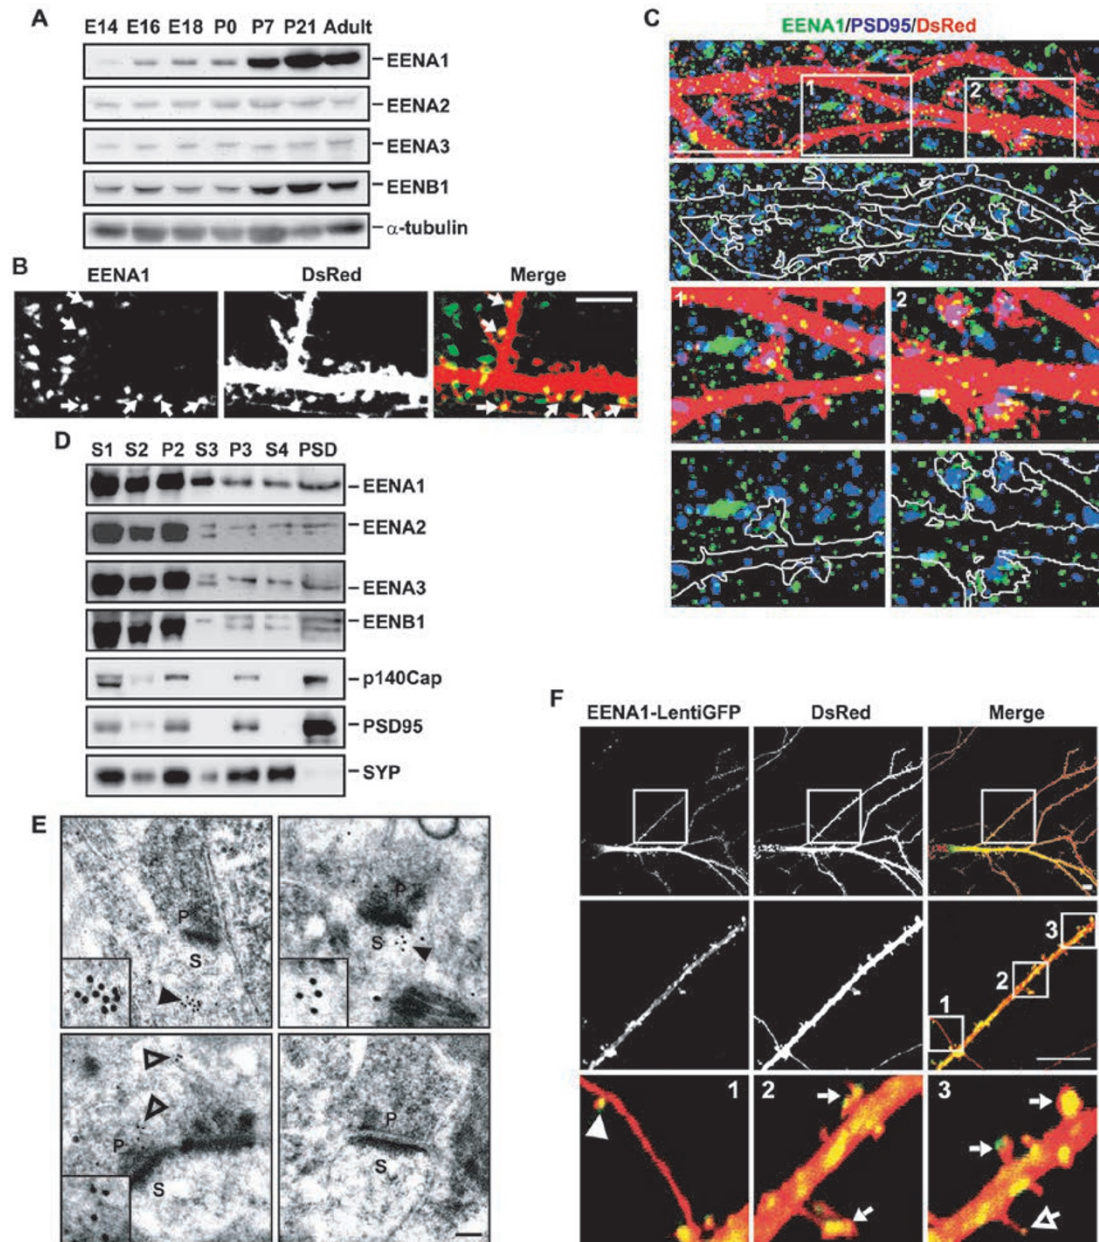 A
E14 E16 E18 P0 P7 P21 Adult
EENA1
EENA2
EENA3
EENB1
α-tubulin
B
EENA1 DsRed Merge
C
EENA1/PSD95/DsRed
1 2
1 2
D
S1 S2 P2 S3 P3 S4 PSD
EENA1
EENA2
EENA3
EENB1
p140Cap
PSD95
SYP
E
P
S
P
S
P
S
P
S
F
EENA1-LentiGFP DsRed Merge
3
2
1
1 2 3